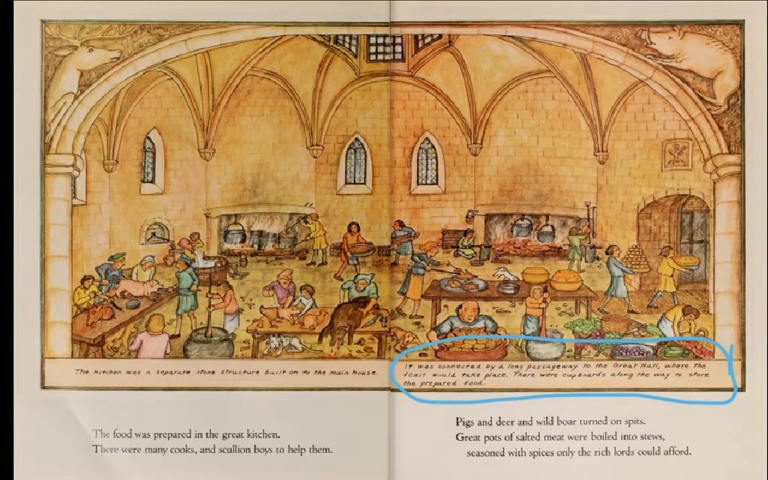 The kitchen was a separate stone structure built on to the main house.
It was connected by a long passageway to the Great Hall, where the
feast would take place. There were cupboards along the way to store
the prepared food.
The food was prepared in the great kitchen.
There were many cooks, and scullion boys to help them.
Pigs and deer and wild boar turned on spits.
Great pots of salted meat were boiled into stews,
seasoned with spices only the rich lords could afford.